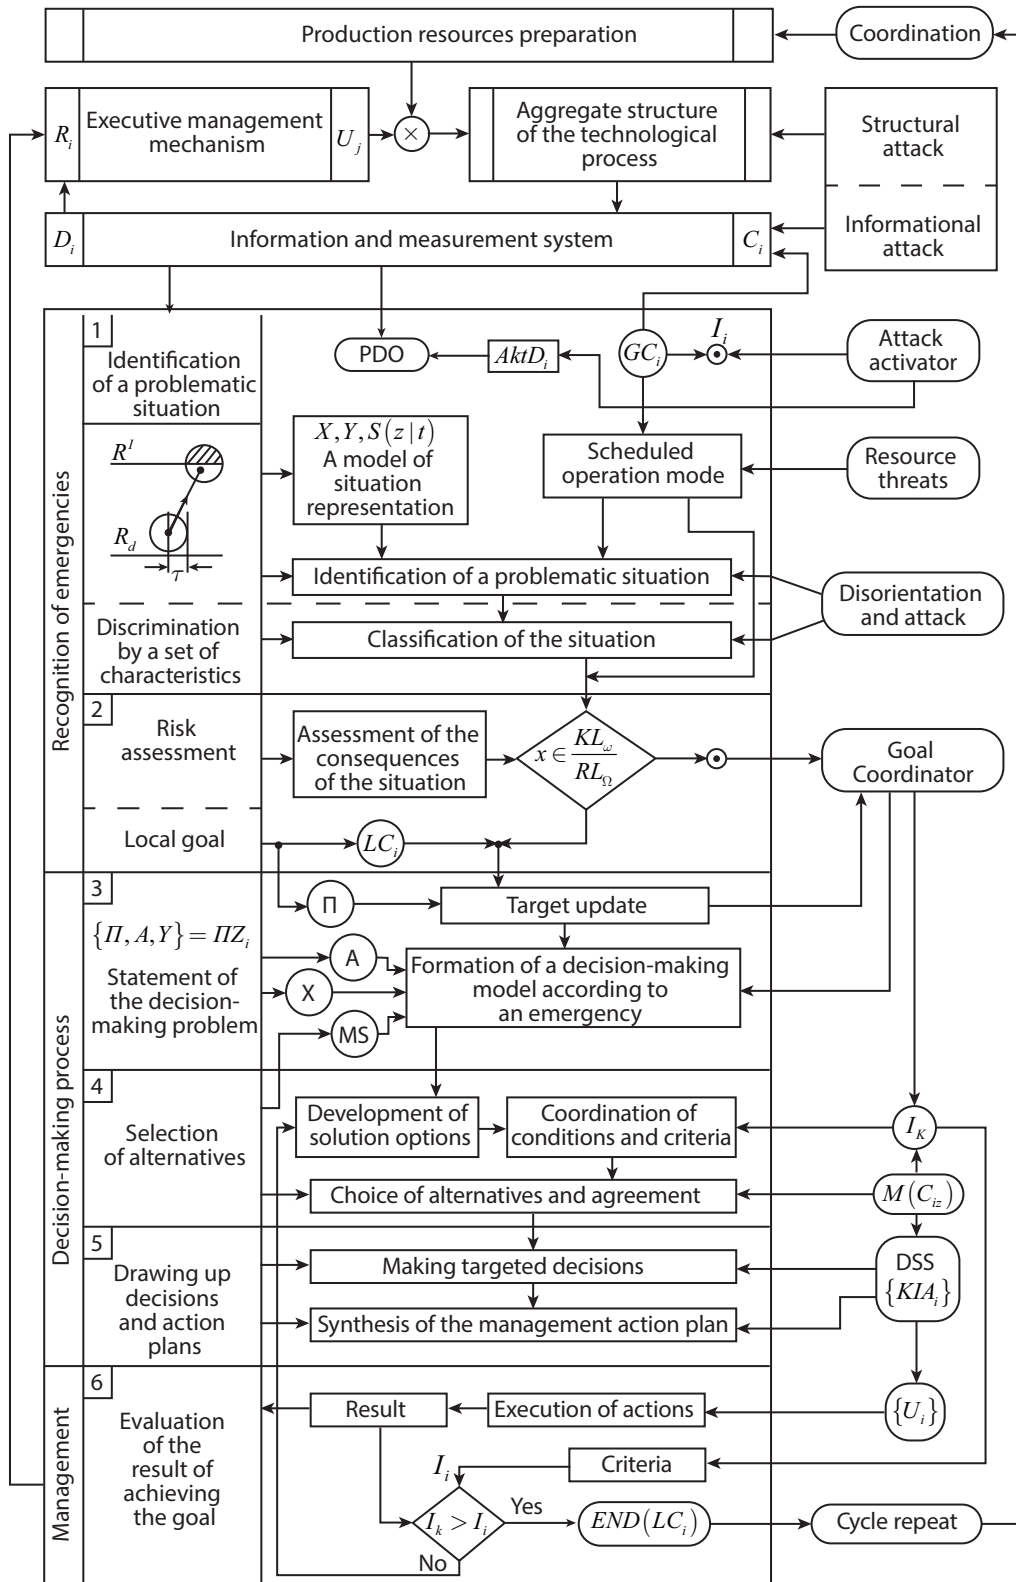 Production resources preparation
Coordination
R_i
Executive management
mechanism
U_j
×
Aggregate structure
of the technological
process
Structural
attack
D_i
Information and measurement system
C_i
Informational
attack
Recognition of emergencies
1
Identification
of a problematic
situation
PDO
AktD_i
GC_i
I_i
Attack
activator
R^I
R_d
τ
X, Y, S(z|t)
A model of
situation
representation
Scheduled
operation mode
Resource
threats
Identification of a problematic situation
Disorientation
and attack
Discrimination
by a set of
characteristics
Classification of the situation
2
Risk
assessment
Assessment of the
consequences
of the situation
x ∈ KL_ω / RL_Ω
Goal
Coordinator
Local goal
LC_i
Decision-making process
3
{П, A, Y} = ПZ_i
Statement of
the decision-
making problem
П
Target update
A
X
MS
Formation of a decision-making
model according to
an emergency
4
Selection
of alternatives
Development of
solution options
Coordination of
conditions and criteria
I_K
Choice of alternatives and agreement
M(C_iz)
5
Drawing up
decisions
and action
plans
Making targeted decisions
DSS
{KIA_i}
Synthesis of the management action plan
Management
6
Evaluation
of the
result of
achieving
the goal
Result
Execution of actions
{U_i}
I_i
Criteria
I_k > I_i
Yes
No
END(LC_i)
Cycle repeat